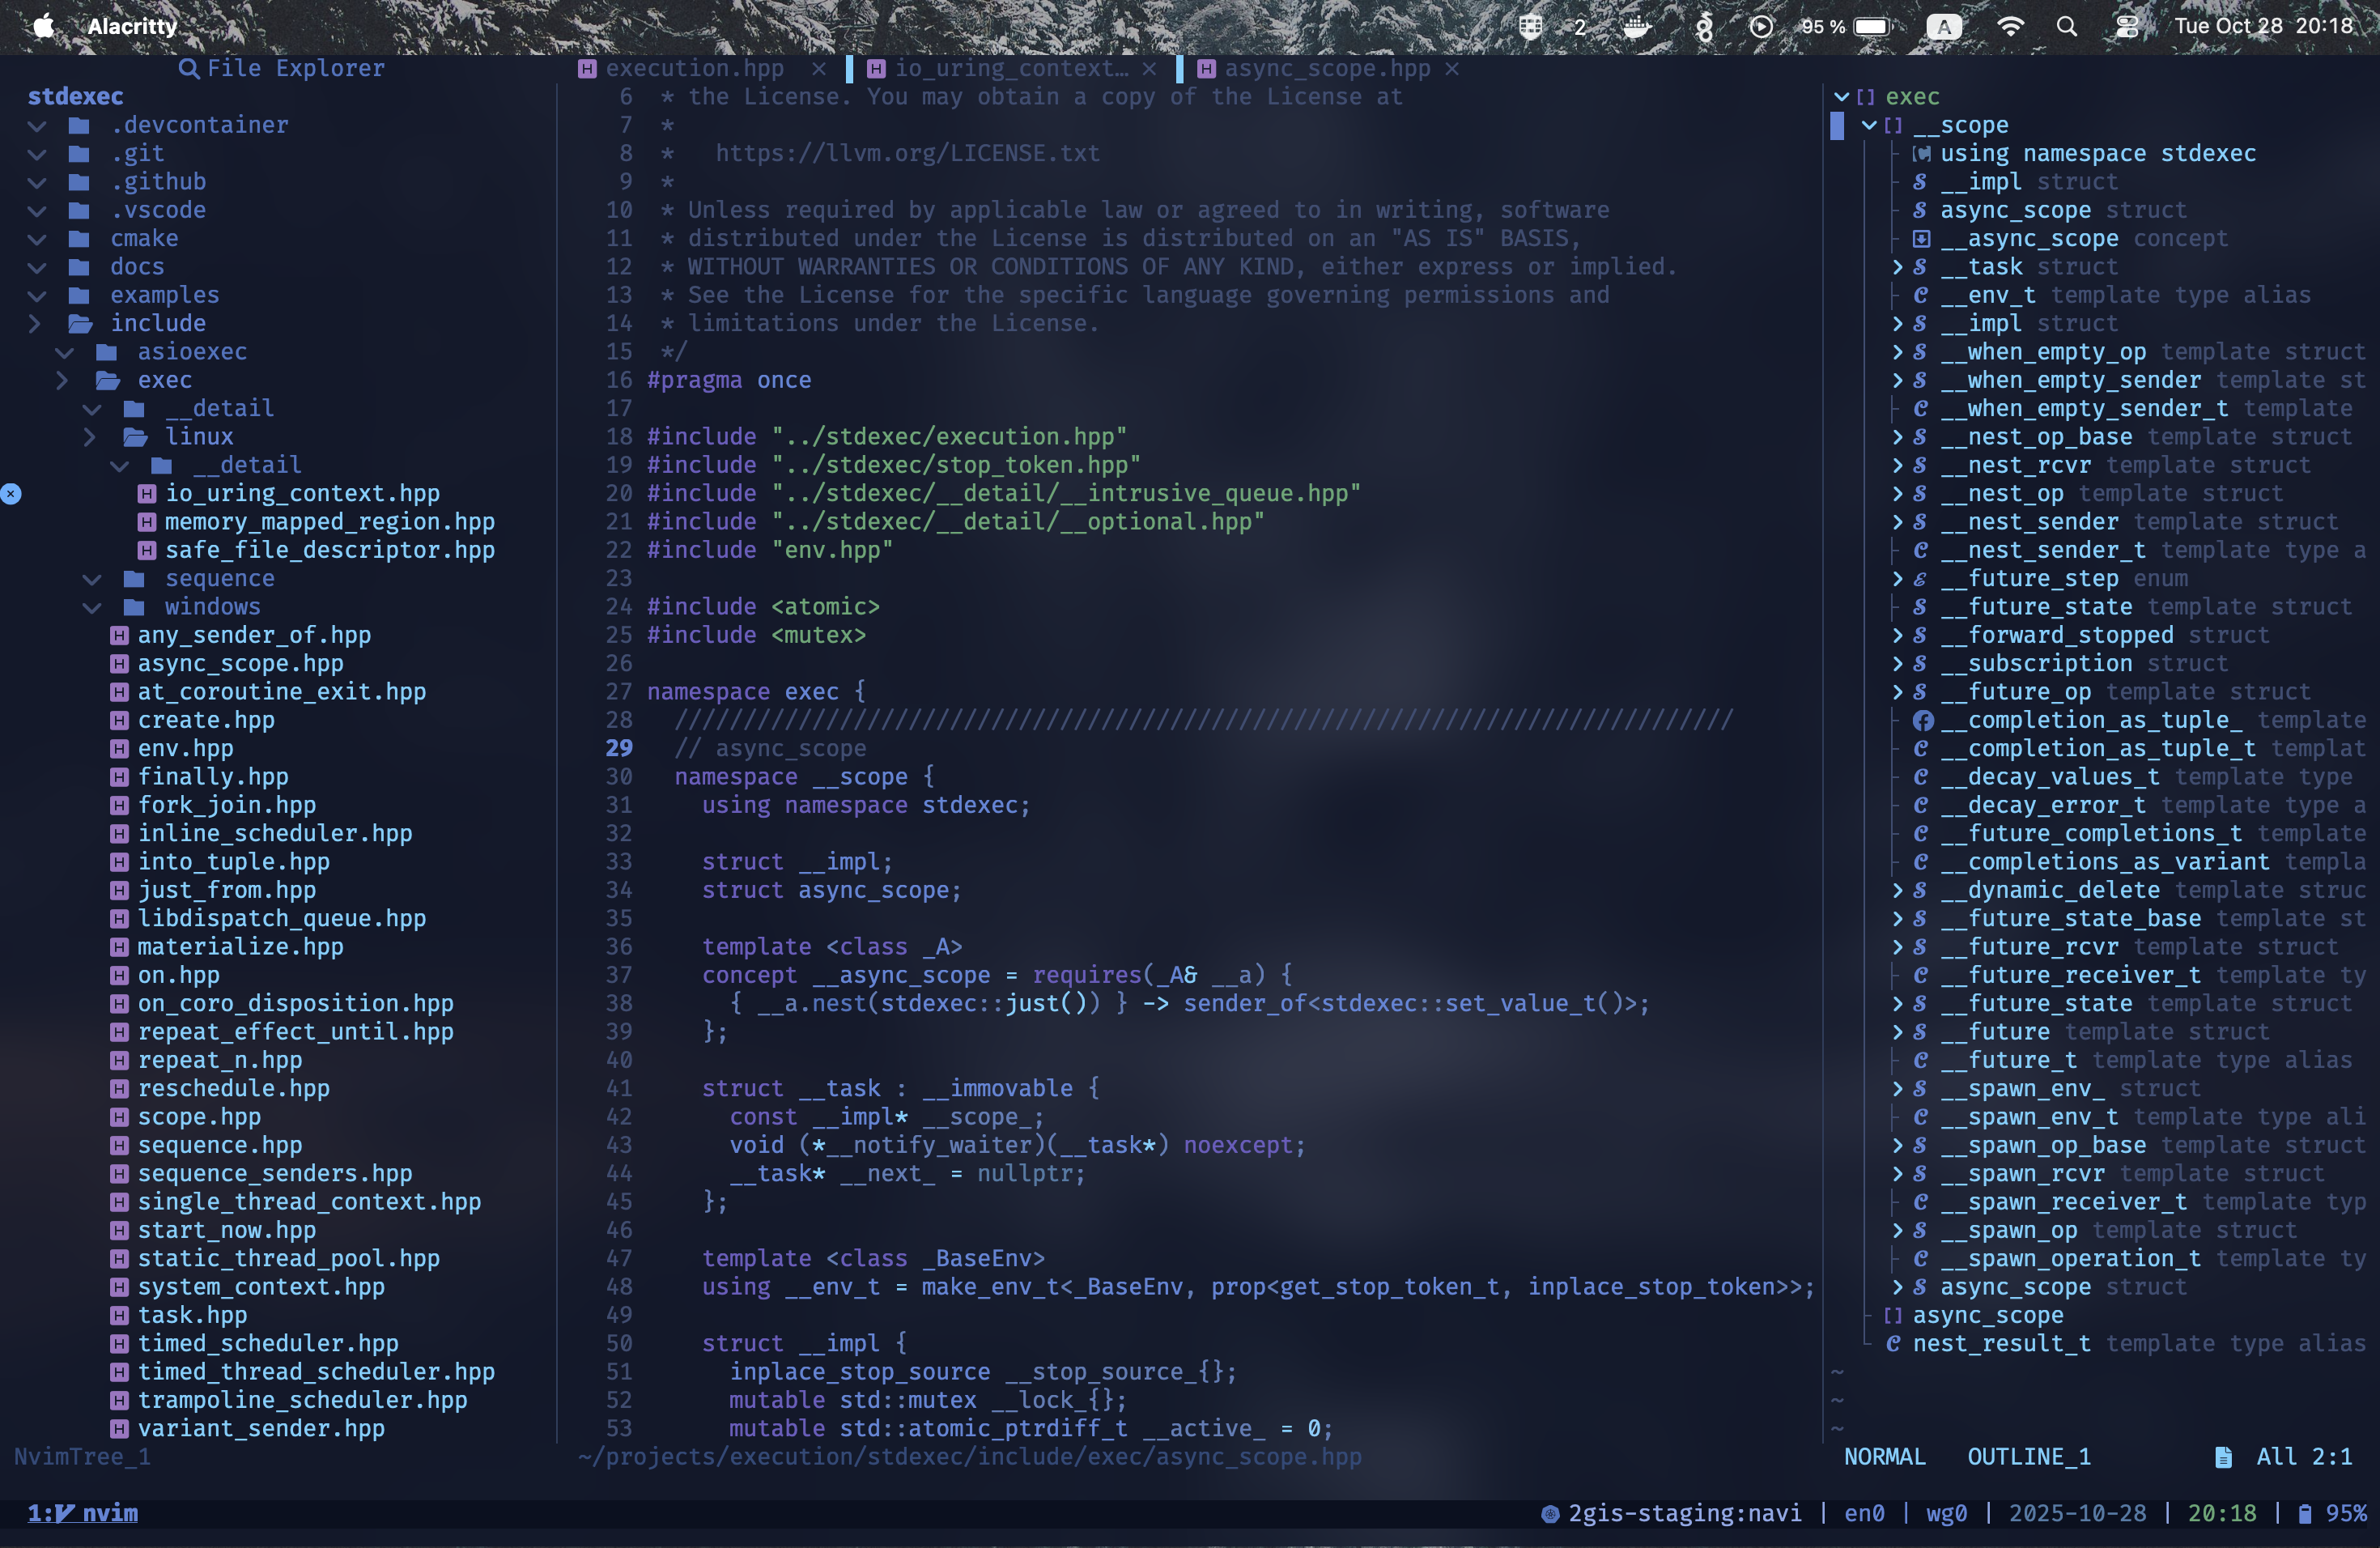 Alacritty
2
95 %
A
Tue Oct 28 20:18
File Explorer
stdexec
.devcontainer
.git
.github
.vscode
cmake
docs
examples
include
asioexec
exec
__detail
linux
__detail
io_uring_context.hpp
memory_mapped_region.hpp
safe_file_descriptor.hpp
sequence
windows
any_sender_of.hpp
async_scope.hpp
at_coroutine_exit.hpp
create.hpp
env.hpp
finally.hpp
fork_join.hpp
inline_scheduler.hpp
into_tuple.hpp
just_from.hpp
libdispatch_queue.hpp
materialize.hpp
on.hpp
on_coro_disposition.hpp
repeat_effect_until.hpp
repeat_n.hpp
reschedule.hpp
scope.hpp
sequence.hpp
sequence_senders.hpp
single_thread_context.hpp
start_now.hpp
static_thread_pool.hpp
system_context.hpp
task.hpp
timed_scheduler.hpp
timed_thread_scheduler.hpp
trampoline_scheduler.hpp
variant_sender.hpp
NvimTree_1
execution.hpp × io_uring_context… × async_scope.hpp ×
6 * the License. You may obtain a copy of the License at
7 *
8 *   https://llvm.org/LICENSE.txt
9 *
10 * Unless required by applicable law or agreed to in writing, software
11 * distributed under the License is distributed on an "AS IS" BASIS,
12 * WITHOUT WARRANTIES OR CONDITIONS OF ANY KIND, either express or implied.
13 * See the License for the specific language governing permissions and
14 * limitations under the License.
15 */
16 #pragma once
17
18 #include "../stdexec/execution.hpp"
19 #include "../stdexec/stop_token.hpp"
20 #include "../stdexec/__detail/__intrusive_queue.hpp"
21 #include "../stdexec/__detail/__optional.hpp"
22 #include "env.hpp"
23
24 #include <atomic>
25 #include <mutex>
26
27 namespace exec {
28   /////////////////////////////////////////////////////////////////////////////
29   // async_scope
30   namespace __scope {
31     using namespace stdexec;
32
33     struct __impl;
34     struct async_scope;
35
36     template <class _A>
37     concept __async_scope = requires(_A& __a) {
38       { __a.nest(stdexec::just()) } -> sender_of<stdexec::set_value_t()>;
39     };
40
41     struct __task : __immovable {
42       const __impl* __scope_;
43       void (*__notify_waiter)(__task*) noexcept;
44       __task* __next_ = nullptr;
45     };
46
47     template <class _BaseEnv>
48     using __env_t = make_env_t<_BaseEnv, prop<get_stop_token_t, inplace_stop_token>>;
49
50     struct __impl {
51       inplace_stop_source __stop_source_{};
52       mutable std::mutex __lock_{};
53       mutable std::atomic_ptrdiff_t __active_ = 0;
~/projects/execution/stdexec/include/exec/async_scope.hpp
[] exec
[] __scope
using namespace stdexec
S __impl struct
S async_scope struct
__async_scope concept
S __task struct
C __env_t template type alias
S __impl struct
S __when_empty_op template struct
S __when_empty_sender template st
C __when_empty_sender_t template
S __nest_op_base template struct
S __nest_rcvr template struct
S __nest_op template struct
S __nest_sender template struct
C __nest_sender_t template type a
ℰ __future_step enum
S __future_state template struct
S __forward_stopped struct
S __subscription struct
S __future_op template struct
f __completion_as_tuple_ template
C __completion_as_tuple_t templat
C __decay_values_t template type
C __decay_error_t template type a
C __future_completions_t template
C __completions_as_variant templa
S __dynamic_delete template struc
S __future_state_base template st
S __future_rcvr template struct
C __future_receiver_t template ty
S __future_state template struct
S __future template struct
C __future_t template type alias
S __spawn_env_ struct
C __spawn_env_t template type ali
S __spawn_op_base template struct
S __spawn_rcvr template struct
C __spawn_receiver_t template typ
S __spawn_op template struct
C __spawn_operation_t template ty
S async_scope struct
[] async_scope
C nest_result_t template type alias
~
~
~
NORMAL OUTLINE_1 All 2:1
1: nvim
2gis-staging:navi | en0 | wg0 | 2025-10-28 | 20:18 | 95%